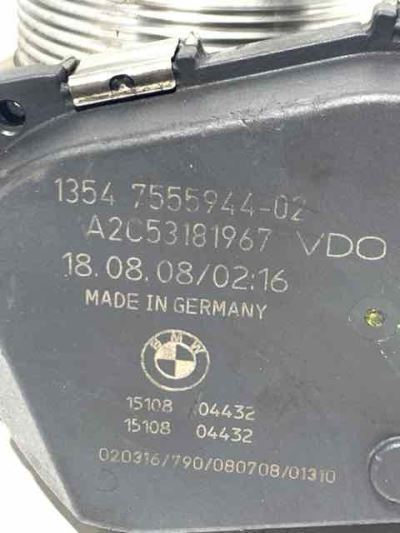 1354 7555944-02
A2C53181967 VDO
18.08.08/02:16
MADE IN GERMANY
BMW
15108 04432
15108 04432
020316/790/080708/01310